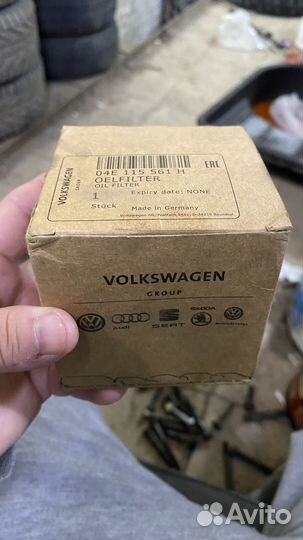 04E 115 561 H
OELFILTER
OIL FILTER
1
Stück
Expiry date: NONE
Made in Germany
VOLKSWAGEN
GROUP
EAC
VOLKSWAGEN
GROUP
Audi
SEAT
ŠKODA
Avito